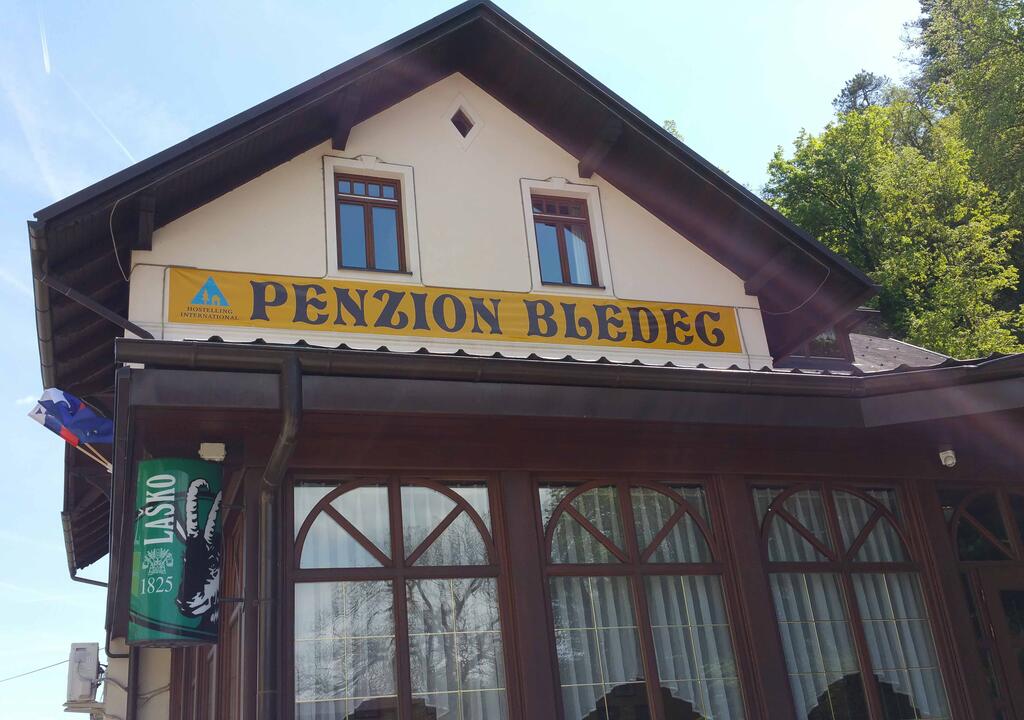 HOSTELLING
INTERNATIONAL
PENZION BLEDEC
LAŠKO
1825